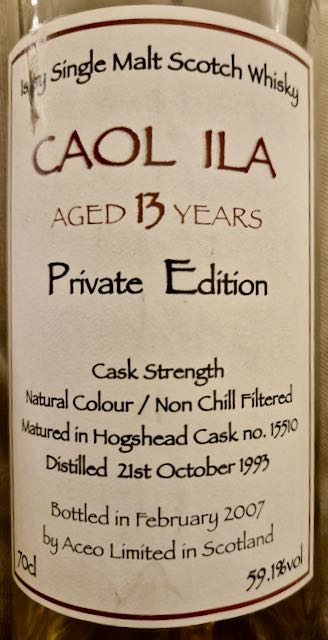 Islay Single Malt Scotch Whisky
CAOL ILA
AGED 13 YEARS
Private Edition
Cask Strength
Natural Colour / Non Chill Filtered
Matured in Hogshead Cask no. 15510
Distilled 21st October 1993
Bottled in February 2007
by Aceo Limited in Scotland
70cl
59.1%vol